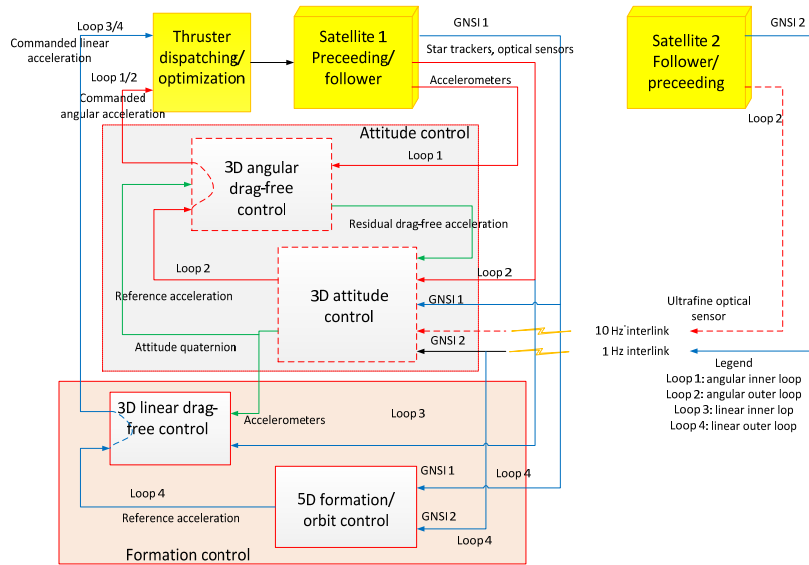 Loop 3/4
Commanded linear
acceleration
Thruster
dispatching/
optimization
Satellite 1
Preceeding/
follower
GNSI 1
Star trackers, optical sensors
Accelerometers
Satellite 2
Follower/
preceeding
GNSI 2
Loop 1/2
Commanded
angular acceleration
Loop 2
Attitude control
3D angular
drag-free
control
Loop 1
Residual drag-free acceleration
Loop 2
Reference acceleration
3D attitude
control
Loop 2
GNSI 1
GNSI 2
Attitude quaternion
Ultrafine optical
sensor
10 Hz interlink
1 Hz interlink
Legend
Loop 1: angular inner loop
Loop 2: angular outer loop
Loop 3: linear inner lop
Loop 4: linear outer loop
3D linear drag-
free control
Accelerometers
Loop 3
Loop 4
Reference acceleration
5D formation/
orbit control
GNSI 1
Loop 4
GNSI 2
Loop 4
Formation control